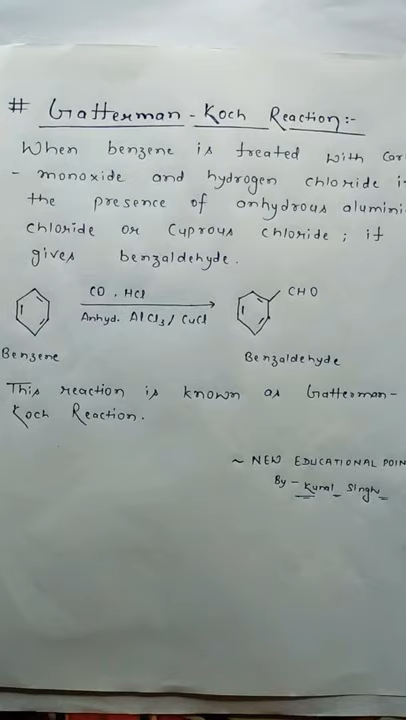 # Gatterman - Koch Reaction:-
When benzene is treated with Car
- monoxide and hydrogen chloride i
the presence of anhydrous alumini
chloride or Cuprous chloride ; it
gives benzaldehyde.
CO , HCl
CHO
Anhyd. AlCl3 / CuCl
Benzene
Benzaldehyde
This reaction is known as Gatterman-
Koch Reaction.
~ NEW EDUCATIONAL POIN
By - Kunal Singh